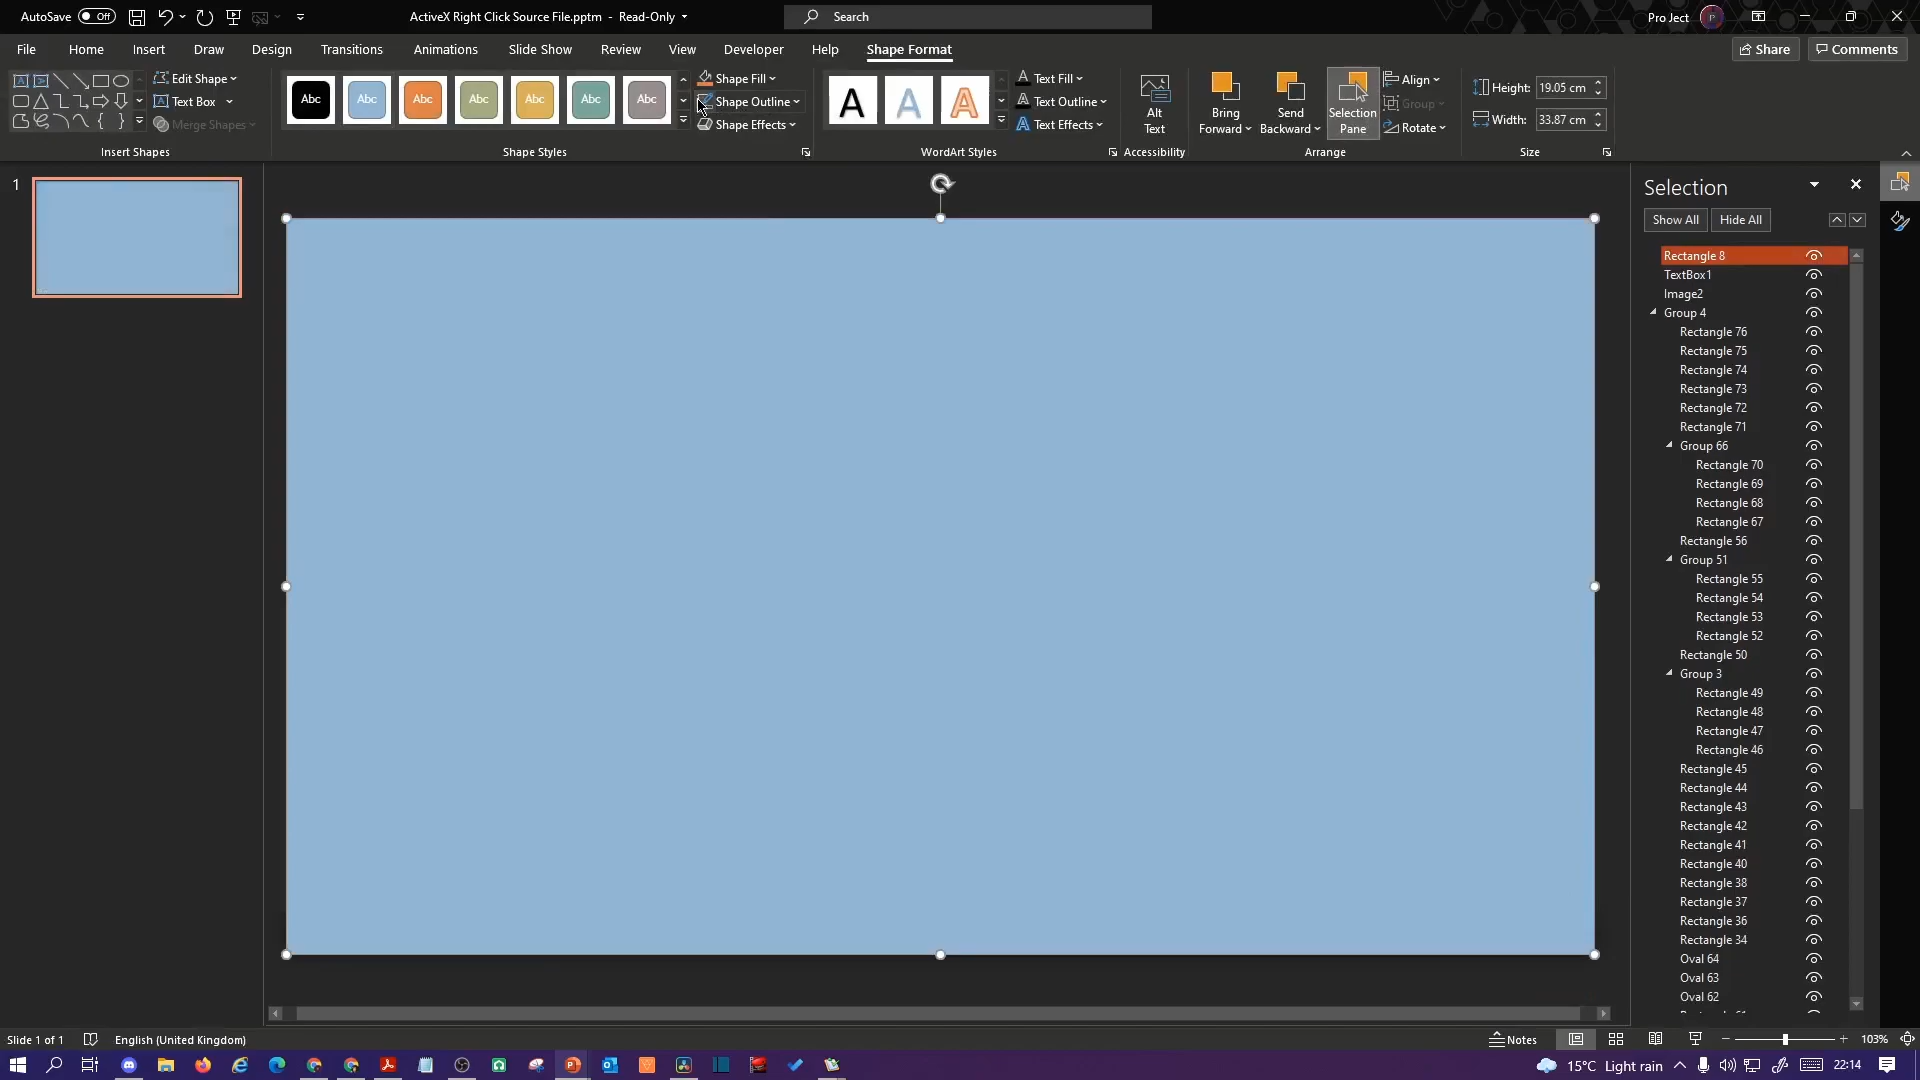 AutoSave Off ActiveX Right Click Source File.pptm - Read-Only Search Pro Ject P
File Home Insert Draw Design Transitions Animations Slide Show Review View Developer Help Shape Format Share Comments
Edit Shape
Text Box
Merge Shapes
Insert Shapes
Abc Abc Abc Abc Abc Abc Abc
Shape Fill
Shape Outline
Shape Effects
Shape Styles
A A A
Text Fill
Text Outline
Text Effects
WordArt Styles
Alt
Text
Accessibility
Bring
Forward
Send
Backward
Selection
Pane
Align
Group
Rotate
Arrange
Height: 19.05 cm
Width: 33.87 cm
Size
1
Selection
Show All Hide All
Rectangle 8
TextBox1
Image2
Group 4
Rectangle 76
Rectangle 75
Rectangle 74
Rectangle 73
Rectangle 72
Rectangle 71
Group 66
Rectangle 70
Rectangle 69
Rectangle 68
Rectangle 67
Rectangle 56
Group 51
Rectangle 55
Rectangle 54
Rectangle 53
Rectangle 52
Rectangle 50
Group 3
Rectangle 49
Rectangle 48
Rectangle 47
Rectangle 46
Rectangle 45
Rectangle 44
Rectangle 43
Rectangle 42
Rectangle 41
Rectangle 40
Rectangle 38
Rectangle 37
Rectangle 36
Rectangle 34
Oval 64
Oval 63
Oval 62
Slide 1 of 1 English (United Kingdom) Notes 103%
15°C Light rain 22:14